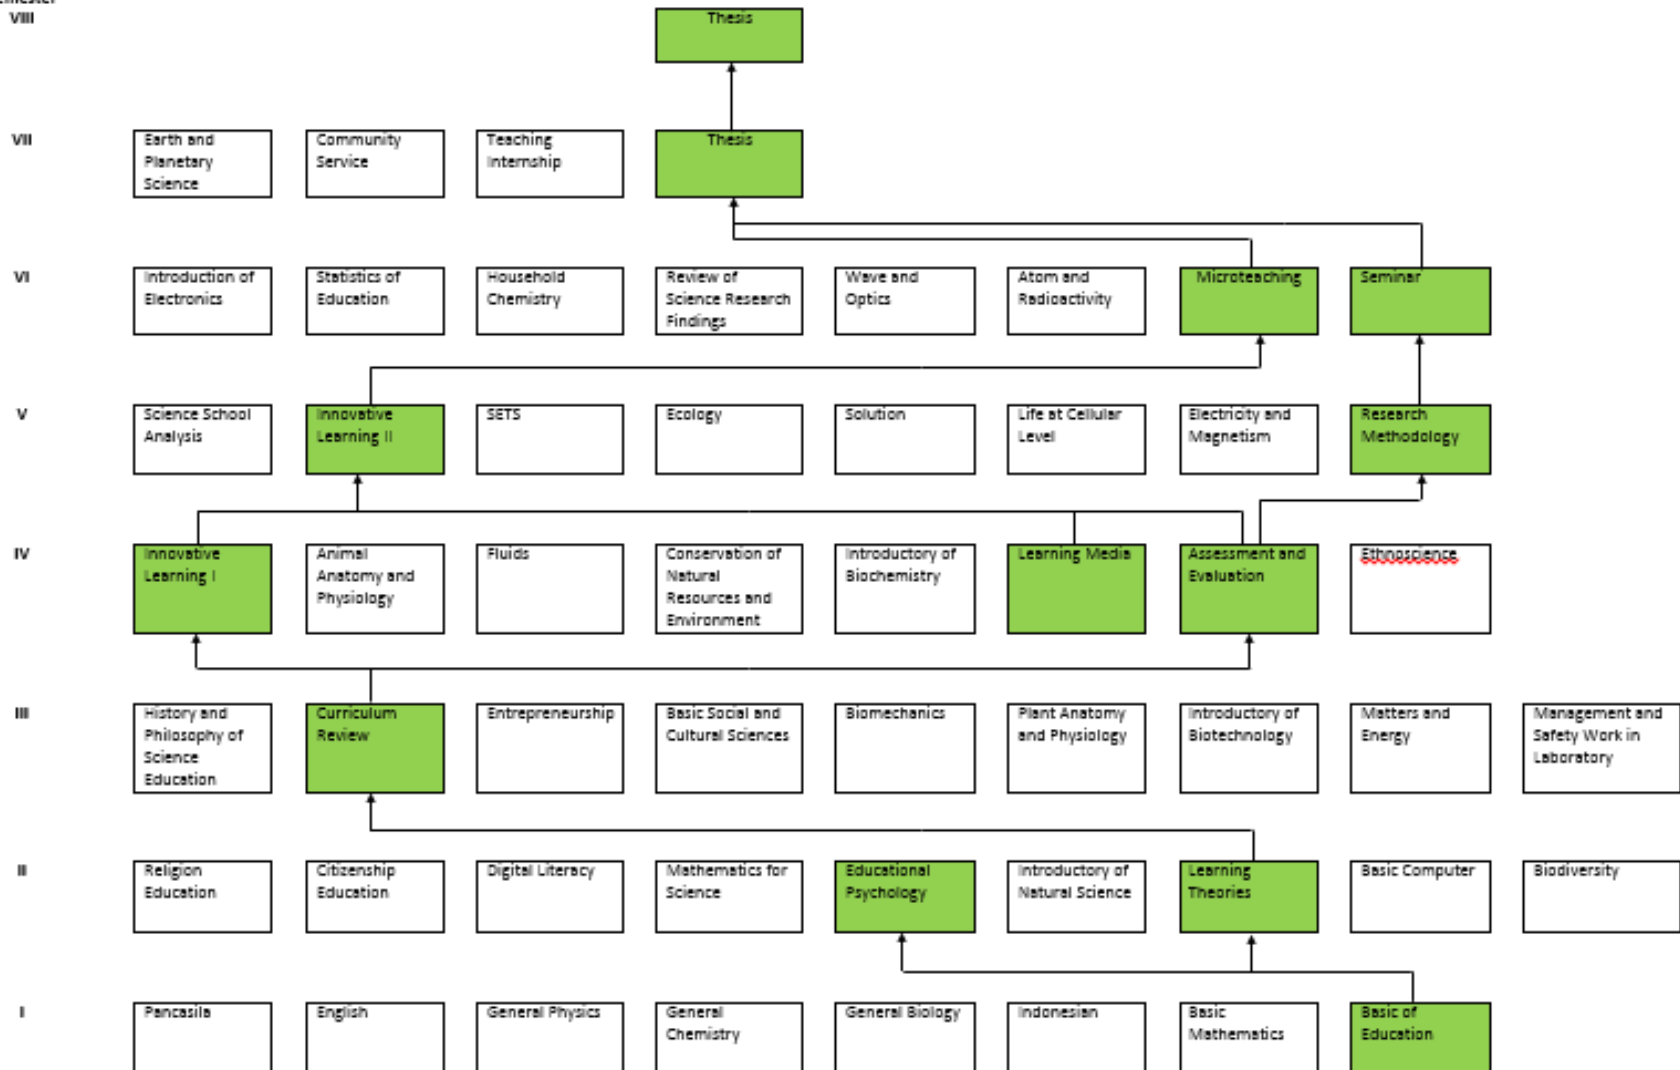 VIII
Thesis
VII
Earth and
Planetary
Science
Community
Service
Teaching
Internship
Thesis
VI
Introduction of
Electronics
Statistics of
Education
Household
Chemistry
Review of
Science Research
Findings
Wave and
Optics
Atom and
Radioactivity
Microteaching
Seminar
V
Science School
Analysis
Innovative
Learning II
SETS
Ecology
Solution
Life at Cellular
Level
Electricity and
Magnetism
Research
Methodology
IV
Innovative
Learning I
Animal
Anatomy and
Physiology
Fluids
Conservation of
Natural
Resources and
Environment
Introductory of
Biochemistry
Learning Media
Assessment and
Evaluation
Ethnoscience
III
History and
Philosophy of
Science
Education
Curriculum
Review
Entrepreneurship
Basic Social and
Cultural Sciences
Biomechanics
Plant Anatomy
and Physiology
Introductory of
Biotechnology
Matters and
Energy
Management and
Safety Work in
Laboratory
II
Religion
Education
Citizenship
Education
Digital Literacy
Mathematics for
Science
Educational
Psychology
Introductory of
Natural Science
Learning
Theories
Basic Computer
Biodiversity
I
Pancasila
English
General Physics
General
Chemistry
General Biology
Indonesian
Basic
Mathematics
Basic of
Education